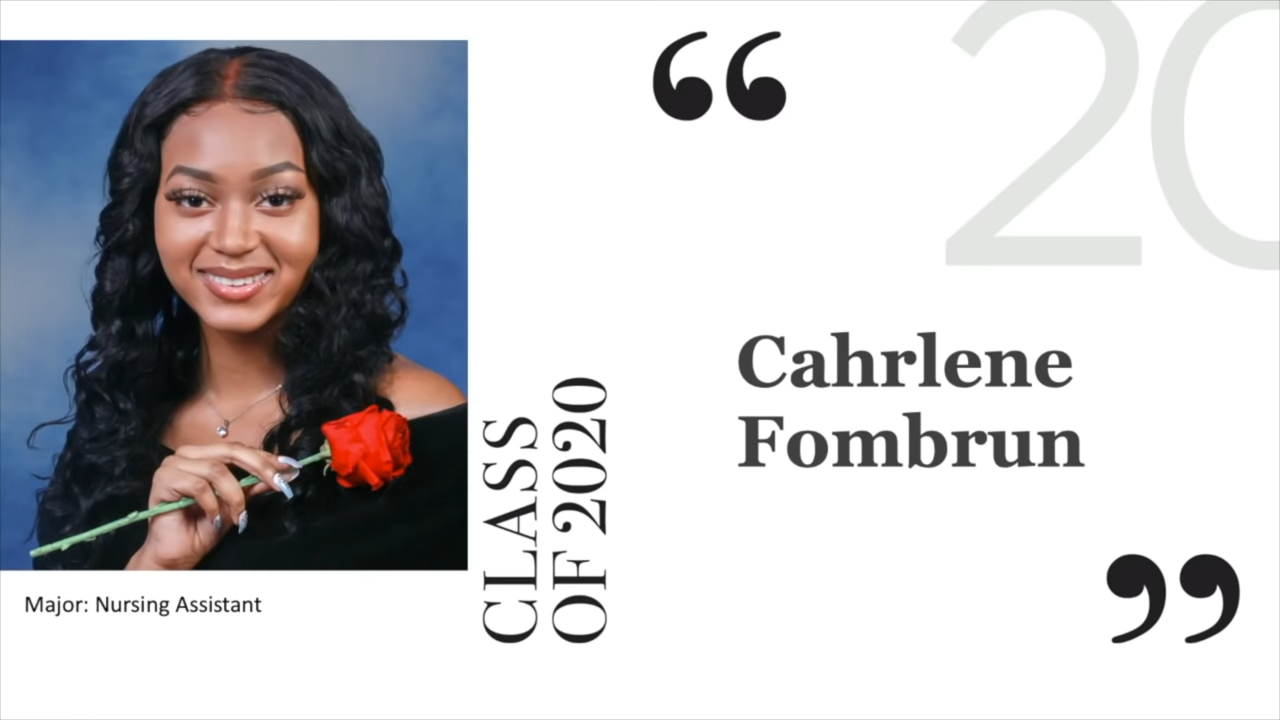 “
20
Cahrlene
Fombrun
CLASS
OF 2020
”
Major: Nursing Assistant